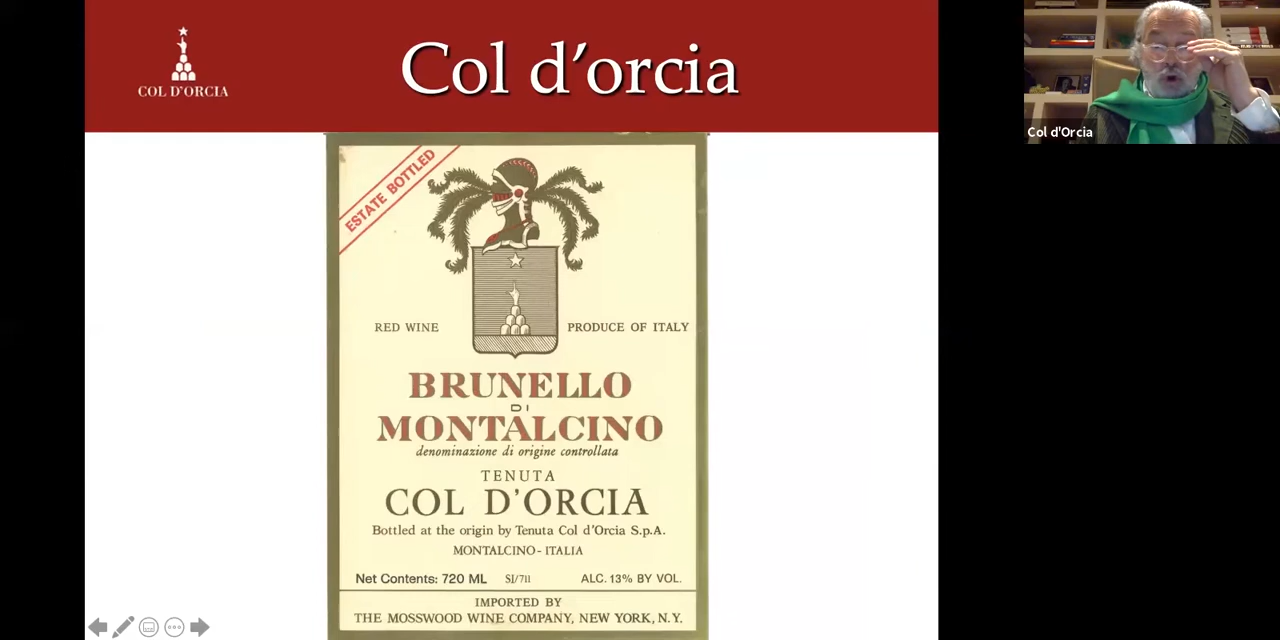 COL D'ORCIA
Col d'orcia
Col d'Orcia
ESTATE BOTTLED
RED WINE
PRODUCE OF ITALY
BRUNELLO
DI
MONTALCINO
denominazione di origine controllata
TENUTA
COL D'ORCIA
Bottled at the origin by Tenuta Col d'Orcia S.p.A.
MONTALCINO - ITALIA
Net Contents: 720 ML SI/711 ALC. 13% BY VOL.
IMPORTED BY
THE MOSSWOOD WINE COMPANY, NEW YORK, N.Y.